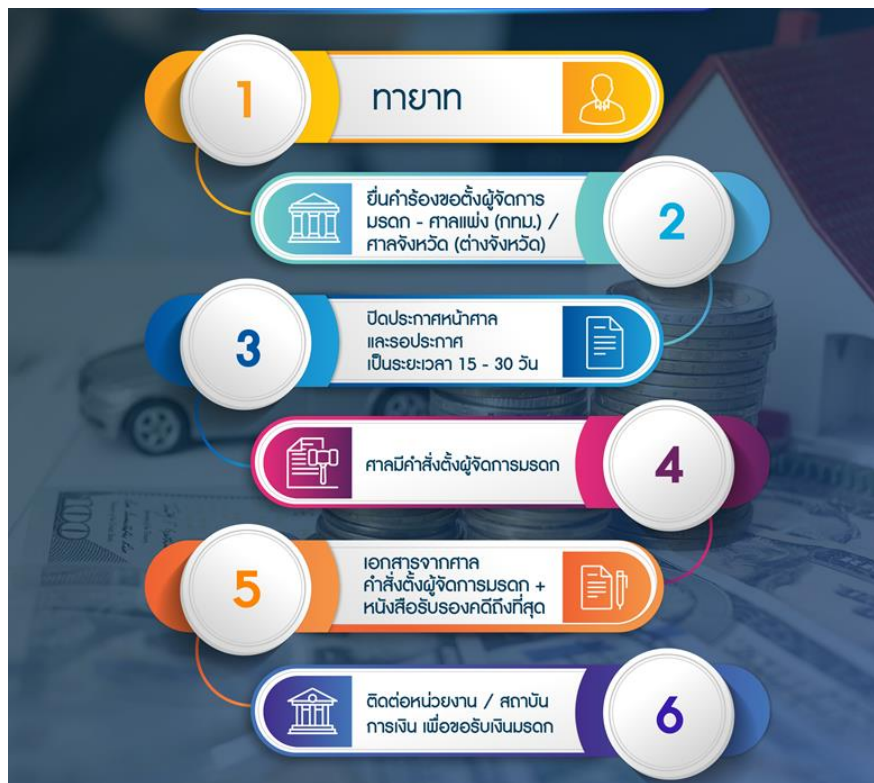 1
ทายาท
ยื่นคำร้องขอตั้งผู้จัดการ
มรดก - ศาลแพ่ง (กทม.) /
ศาลจังหวัด (ต่างจังหวัด)
2
3
ปิดประกาศหน้าศาล
และรอประกาศ
เป็นระยะเวลา 15 - 30 วัน
ศาลมีคำสั่งตั้งผู้จัดการมรดก
4
5
เอกสารจากศาล
คำสั่งตั้งผู้จัดการมรดก +
หนังสือรับรองคดีถึงที่สุด
ติดต่อหน่วยงาน / สถาบัน
การเงิน เพื่อขอรับเงินมรดก
6
100